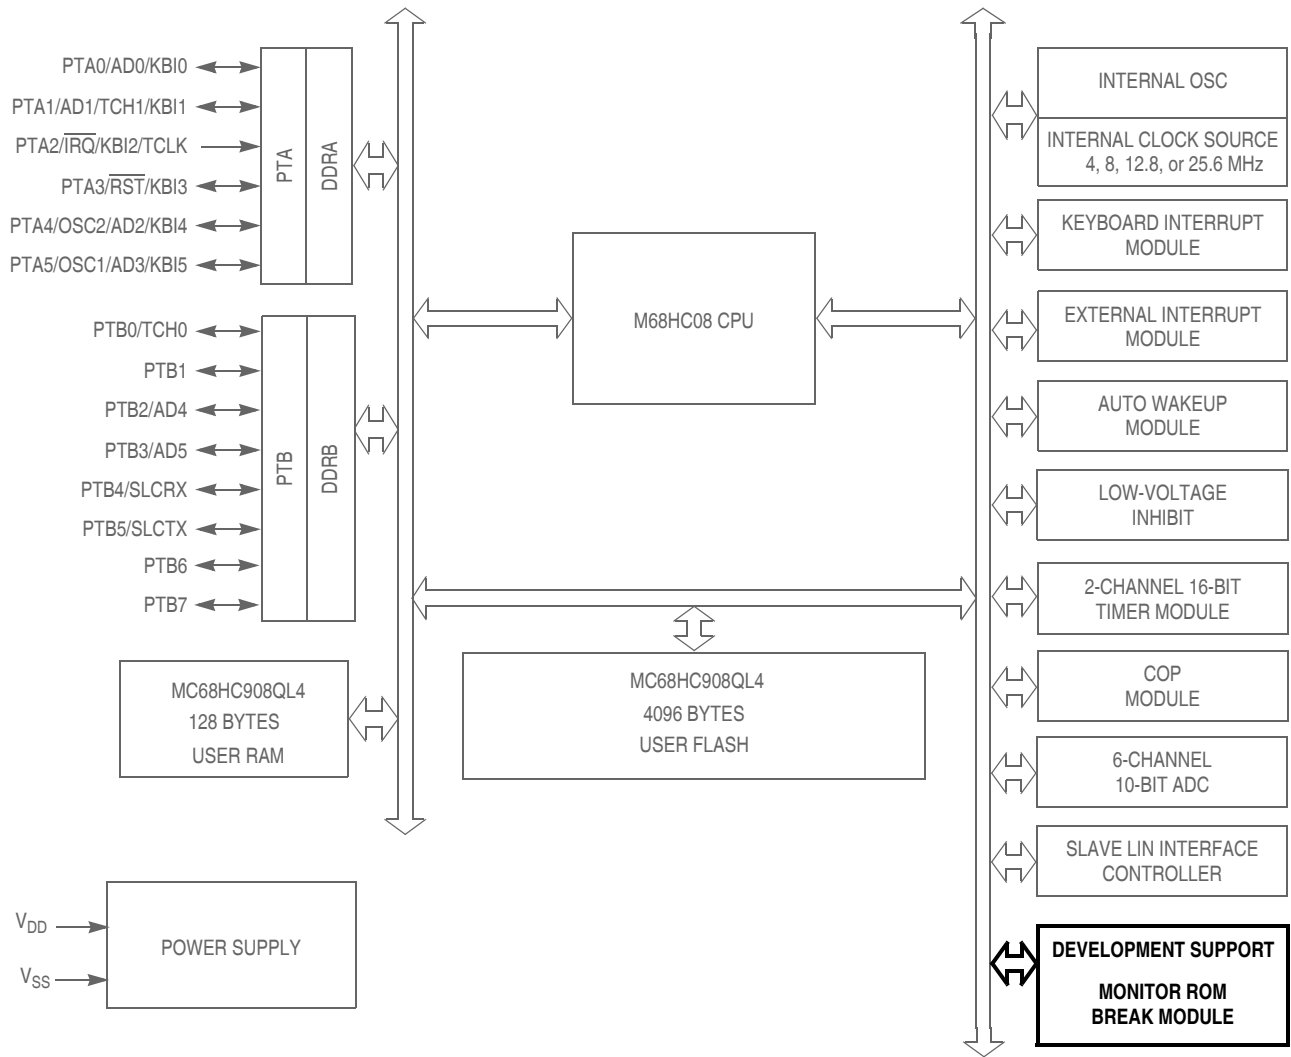 PTA0/AD0/KBI0
PTA1/AD1/TCH1/KBI1
PTA2/IRQ/KBI2/TCLK
PTA3/RST/KBI3
PTA4/OSC2/AD2/KBI4
PTA5/OSC1/AD3/KBI5
PTA
DDRA
PTB0/TCH0
PTB1
PTB2/AD4
PTB3/AD5
PTB4/SLCRX
PTB5/SLCTX
PTB6
PTB7
PTB
DDRB
MC68HC908QL4
128 BYTES
USER RAM
VDD
VSS
POWER SUPPLY
M68HC08 CPU
MC68HC908QL4
4096 BYTES
USER FLASH
INTERNAL OSC
INTERNAL CLOCK SOURCE
4, 8, 12.8, or 25.6 MHz
KEYBOARD INTERRUPT
MODULE
EXTERNAL INTERRUPT
MODULE
AUTO WAKEUP
MODULE
LOW-VOLTAGE
INHIBIT
2-CHANNEL 16-BIT
TIMER MODULE
COP
MODULE
6-CHANNEL
10-BIT ADC
SLAVE LIN INTERFACE
CONTROLLER
DEVELOPMENT SUPPORT
MONITOR ROM
BREAK MODULE